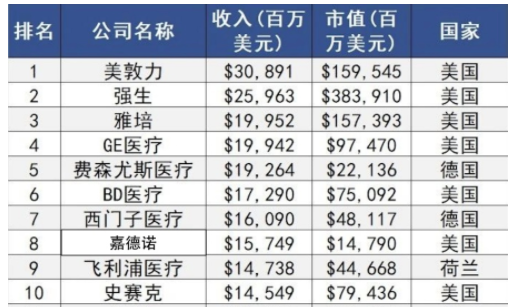 排名 公司名称 收入(百万美元) 市值(百万美元) 国家
1 美敦力 $30,891 $159,545 美国
2 强生 $25,963 $383,910 美国
3 雅培 $19,952 $157,393 美国
4 GE医疗 $19,942 $97,470 美国
5 费森尤斯医疗 $19,264 $22,136 德国
6 BD医疗 $17,290 $75,092 美国
7 西门子医疗 $16,090 $48,117 德国
8 嘉德诺 $15,749 $14,790 美国
9 飞利浦医疗 $14,738 $44,668 荷兰
10 史赛克 $14,549 $79,436 美国